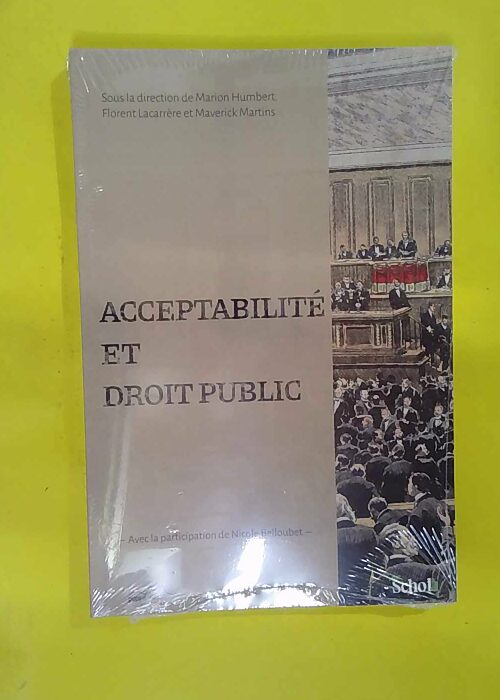 Sous la direction de Marion Humbert,
Florent Lacarrère et Maverick Martins
ACCEPTABILITÉ
ET
DROIT PUBLIC
— Avec la participation de Nicole Belloubet —